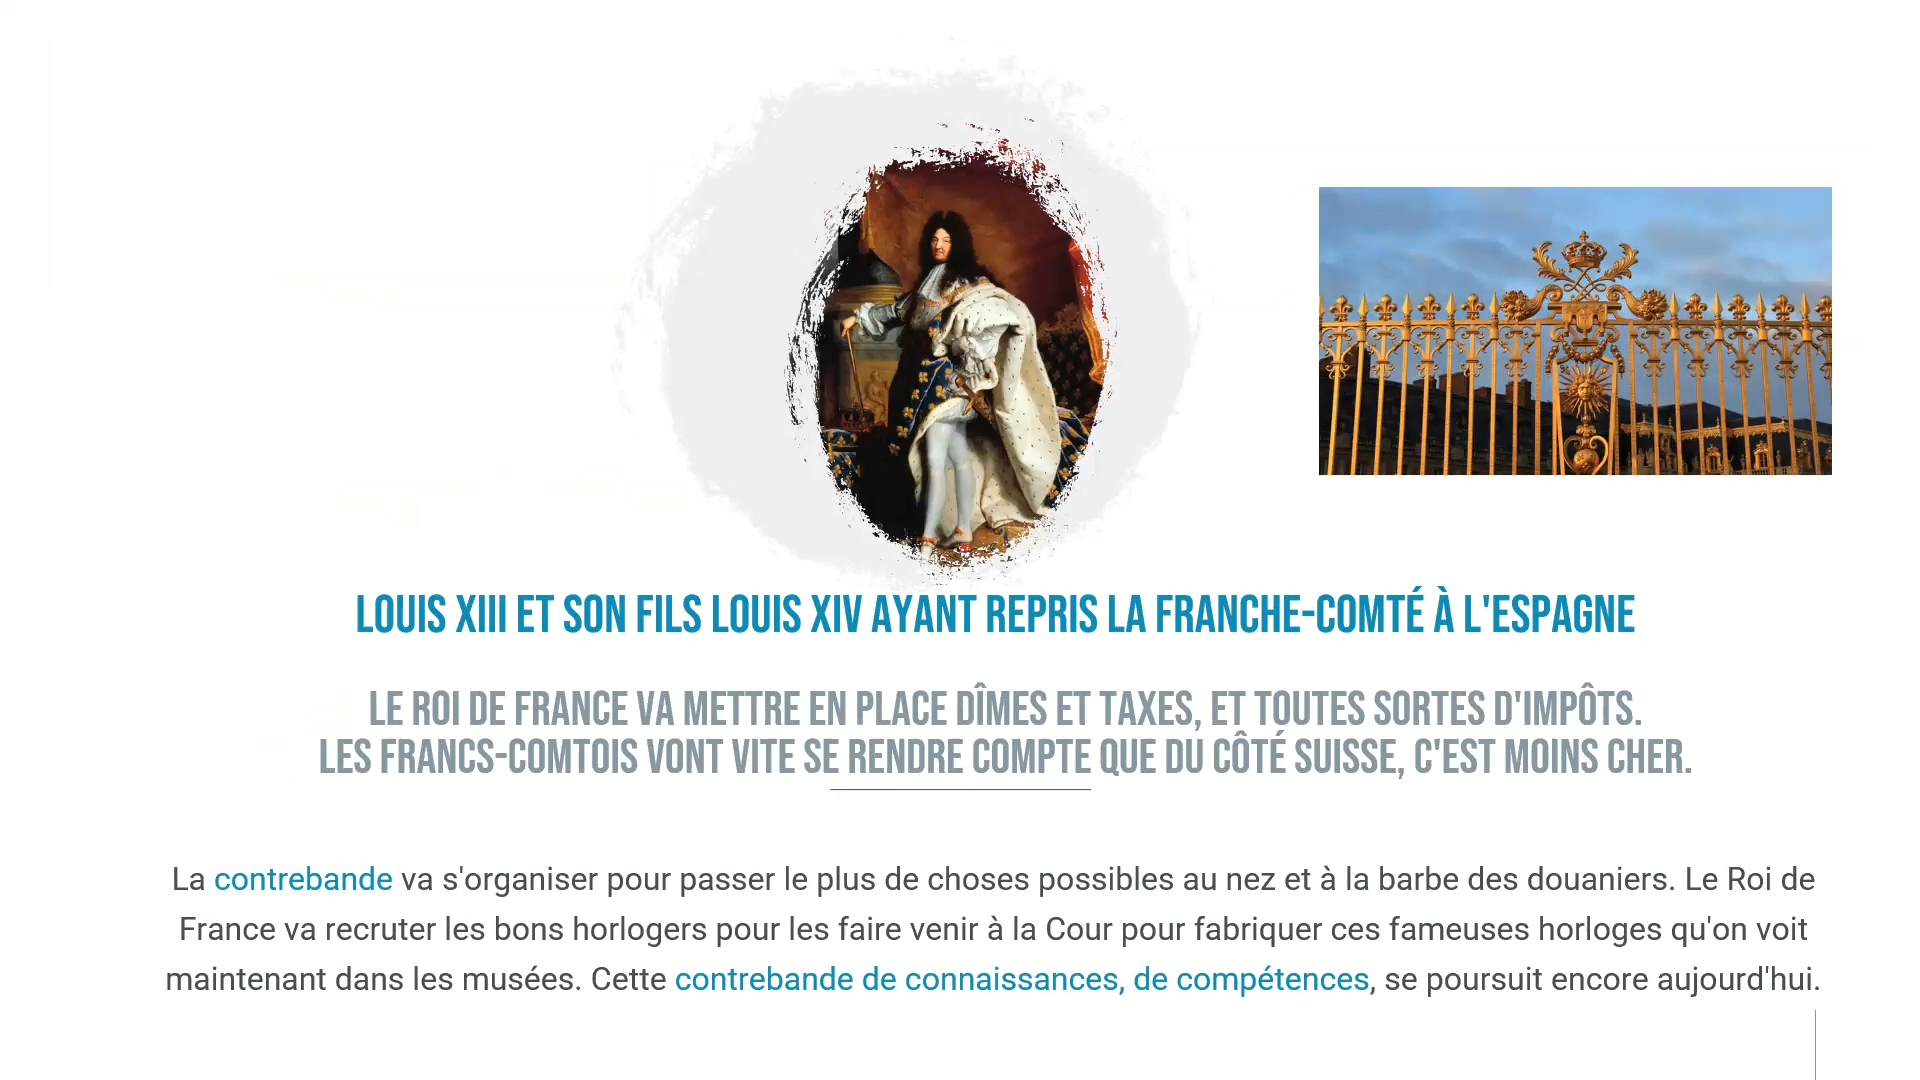 LOUIS XIII ET SON FILS LOUIS XIV AYANT REPRIS LA FRANCHE-COMTÉ À L'ESPAGNE
LE ROI DE FRANCE VA METTRE EN PLACE DÎMES ET TAXES, ET TOUTES SORTES D'IMPÔTS.
LES FRANCS-COMTOIS VONT VITE SE RENDRE COMPTE QUE DU CÔTÉ SUISSE, C'EST MOINS CHER.
La contrebande va s'organiser pour passer le plus de choses possibles au nez et à la barbe des douaniers. Le Roi de
France va recruter les bons horlogers pour les faire venir à la Cour pour fabriquer ces fameuses horloges qu'on voit
maintenant dans les musées. Cette contrebande de connaissances, de compétences, se poursuit encore aujourd'hui.